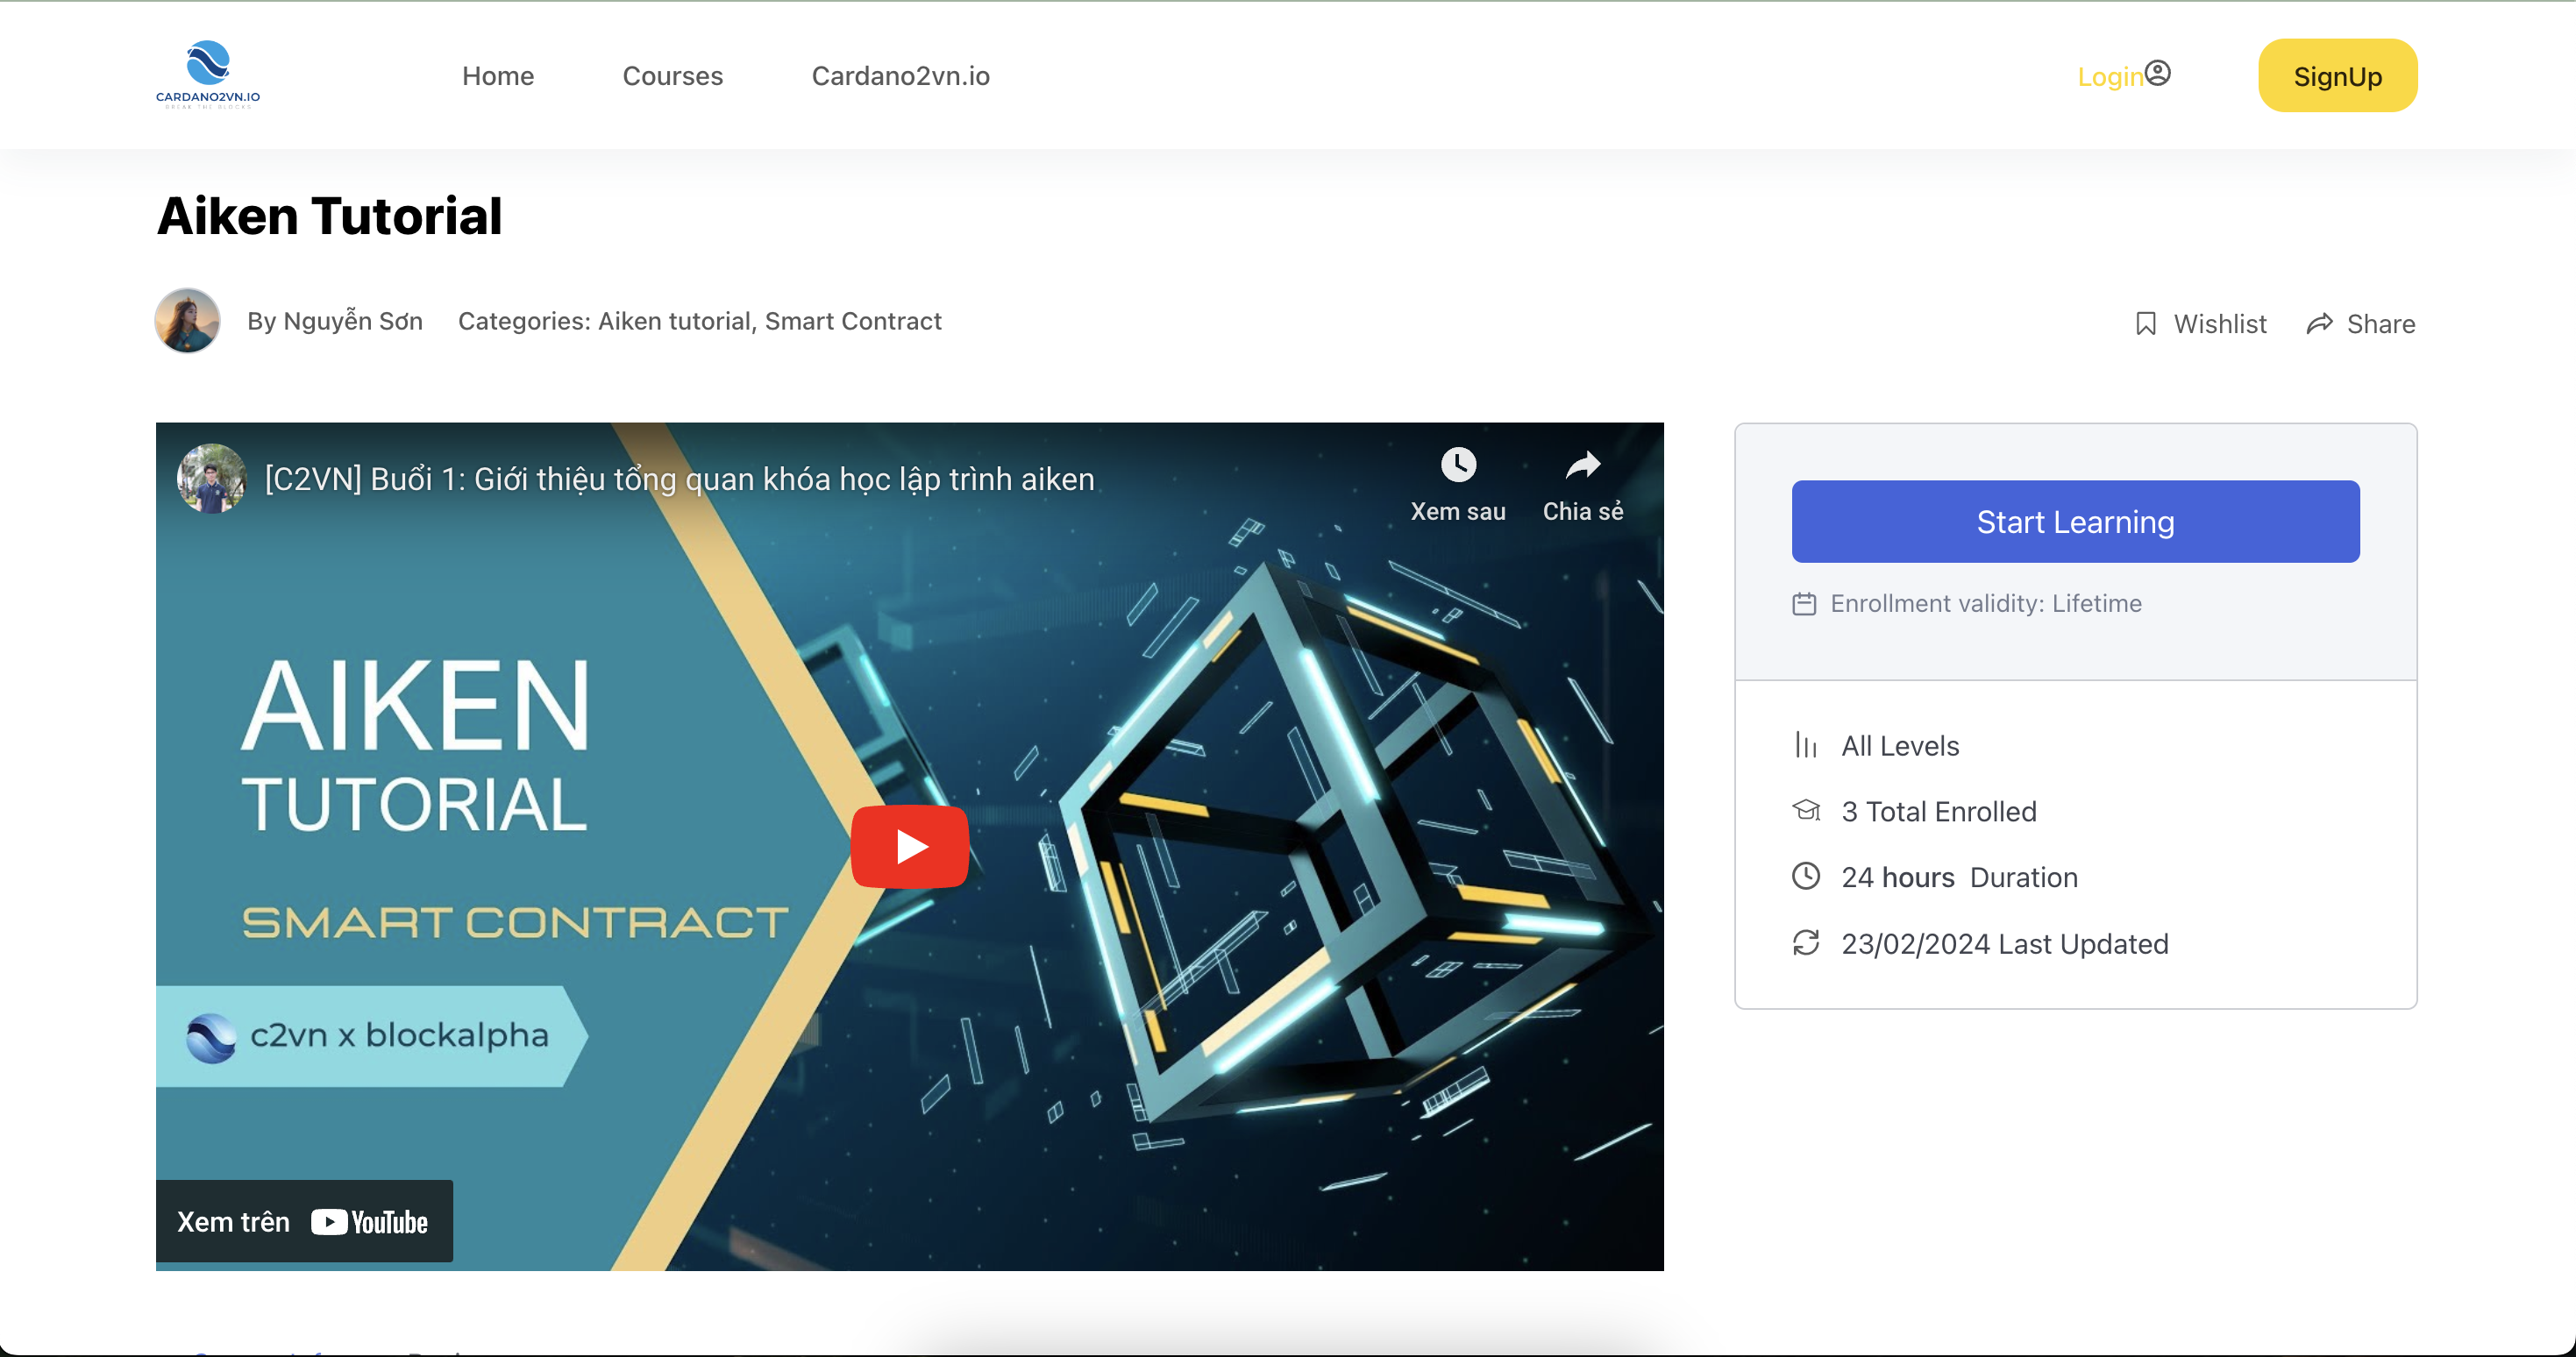 CARDANO2VN.IO
BREAK THE BLOCKS
Home
Courses
Cardano2vn.io
Login
SignUp
Aiken Tutorial
By Nguyễn Sơn
Categories: Aiken tutorial, Smart Contract
Wishlist
Share
[C2VN] Buổi 1: Giới thiệu tổng quan khóa học lập trình aiken
Xem sau
Chia sẻ
AIKEN
TUTORIAL
SMART CONTRACT
c2vn x blockalpha
Xem trên YouTube
Start Learning
Enrollment validity: Lifetime
All Levels
3 Total Enrolled
24 hours Duration
23/02/2024 Last Updated